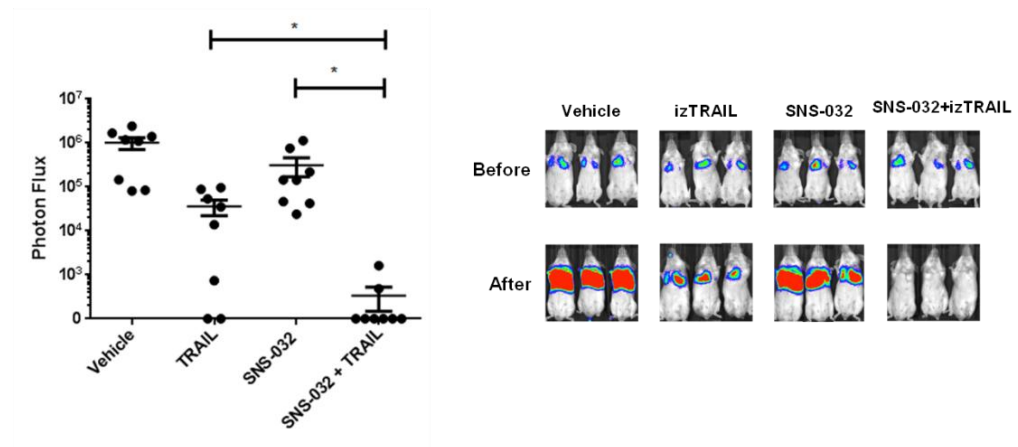 *
*
10⁷
10⁶
10⁵
10⁴
10³
0
Photon Flux
Vehicle
TRAIL
SNS-032
SNS-032 + TRAIL
Vehicle izTRAIL SNS-032 SNS-032+izTRAIL
Before
After